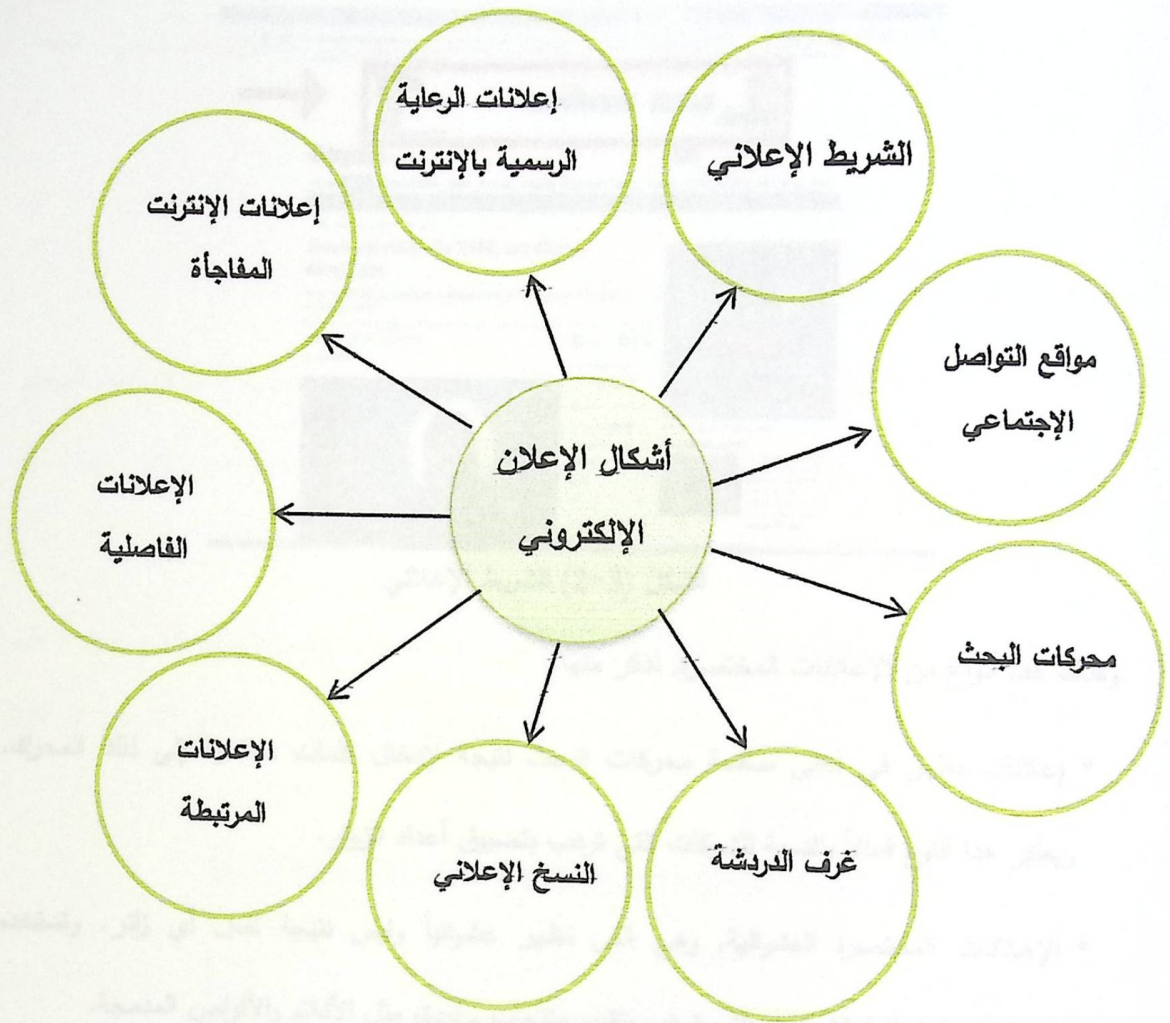 أشكال الإعلان
الإلكتروني
الشريط الإعلاني
مواقع التواصل
الإجتماعي
محركات البحث
غرف الدردشة
النسخ الإعلاني
الإعلانات
المرتبطة
الإعلانات
الفاصلية
إعلانات الإنترنت
المفاجأة
إعلانات الرعاية
الرسمية بالإنترنت